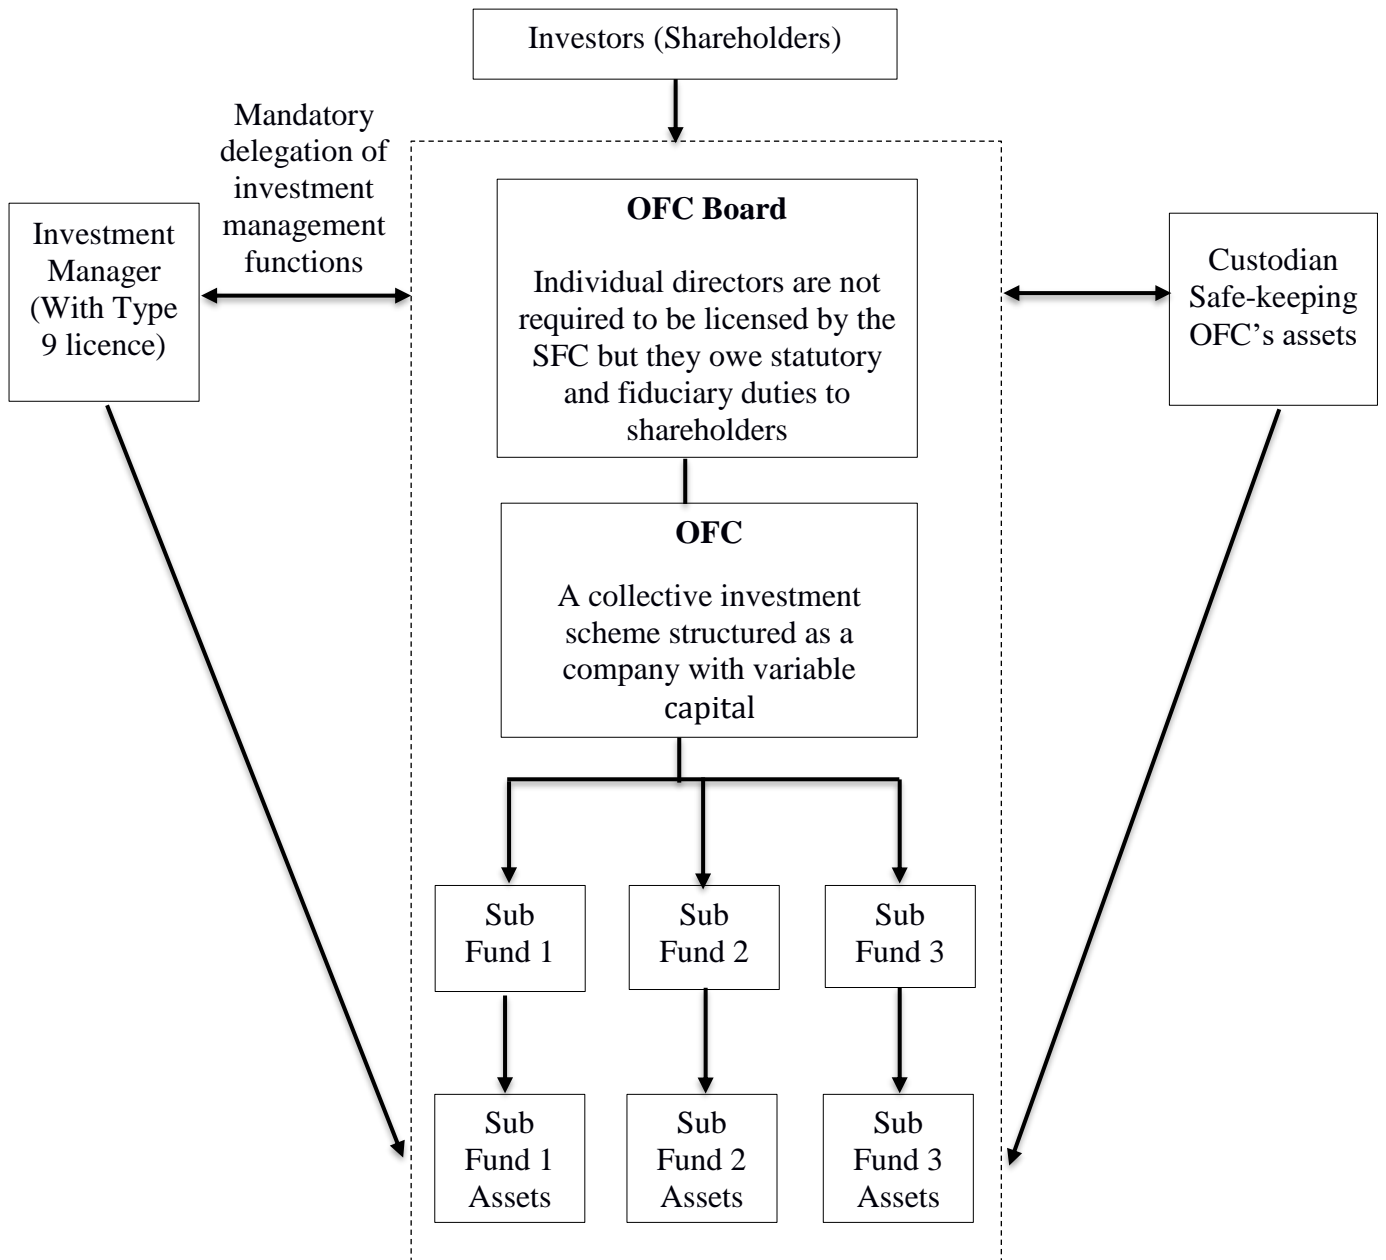 Investors (Shareholders)
Mandatory
delegation of
investment
management
functions
Investment
Manager
(With Type
9 licence)
OFC Board
Individual directors are not
required to be licensed by the
SFC but they owe statutory
and fiduciary duties to
shareholders
Custodian
Safe-keeping
OFC’s assets
OFC
A collective investment
scheme structured as a
company with variable
capital
Sub
Fund 1
Sub
Fund 2
Sub
Fund 3
Sub
Fund 1
Assets
Sub
Fund 2
Assets
Sub
Fund 3
Assets